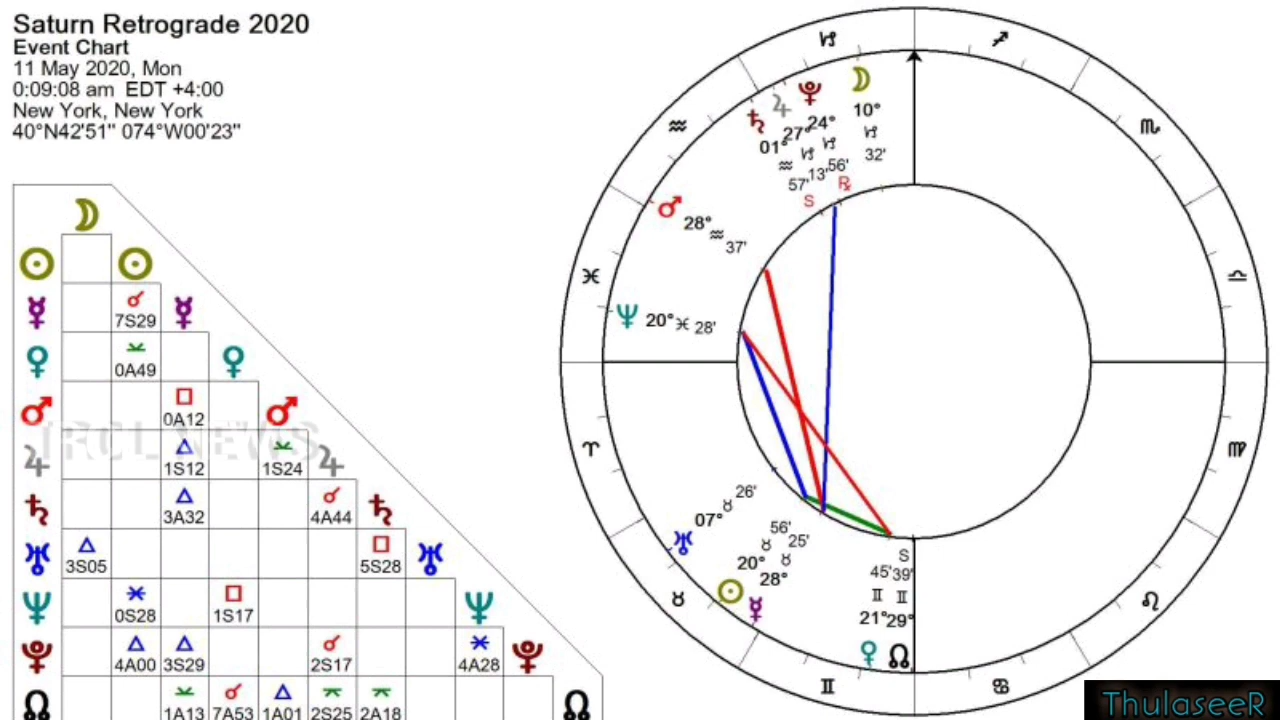 Saturn Retrograde 2020
Event Chart
11 May 2020, Mon
0:09:08 am EDT +4:00
New York, New York
40°N42'51" 074°W00'23"
7S29
0A49
0A12
1S12 1S24
3A32 4A44
3S05 5S28
0S28 1S17
4A00 3S29 2S17 4A28
1A13 7A53 1A01 2S25 2A18
IRCL NEWS
♑ ♐
♒ ♏
♓ ♎
♈ ♍
♉ ♌
♊ ♋
10° ♑ 32'
24° ♑ 56' ℞
27° ♑ 13'
01° ♒ 57' S
28° ♒ 37'
20° ♓ 28'
07° ♉ 26'
20° ♉ 56'
28° ♉ 25'
21° ♊ 45'
29° ♊ 39' S
ThulaseeR